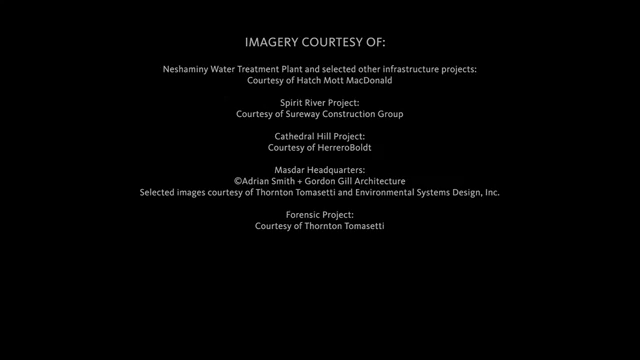 IMAGERY COURTESY OF:
Neshaminy Water Treatment Plant and selected other infrastructure projects:
Courtesy of Hatch Mott MacDonald
Spirit River Project:
Courtesy of Sureway Construction Group
Cathedral Hill Project:
Courtesy of HerreroBoldt
Masdar Headquarters:
©Adrian Smith + Gordon Gill Architecture
Selected images courtesy of Thornton Tomasetti and Environmental Systems Design, Inc.
Forensic Project:
Courtesy of Thornton Tomasetti